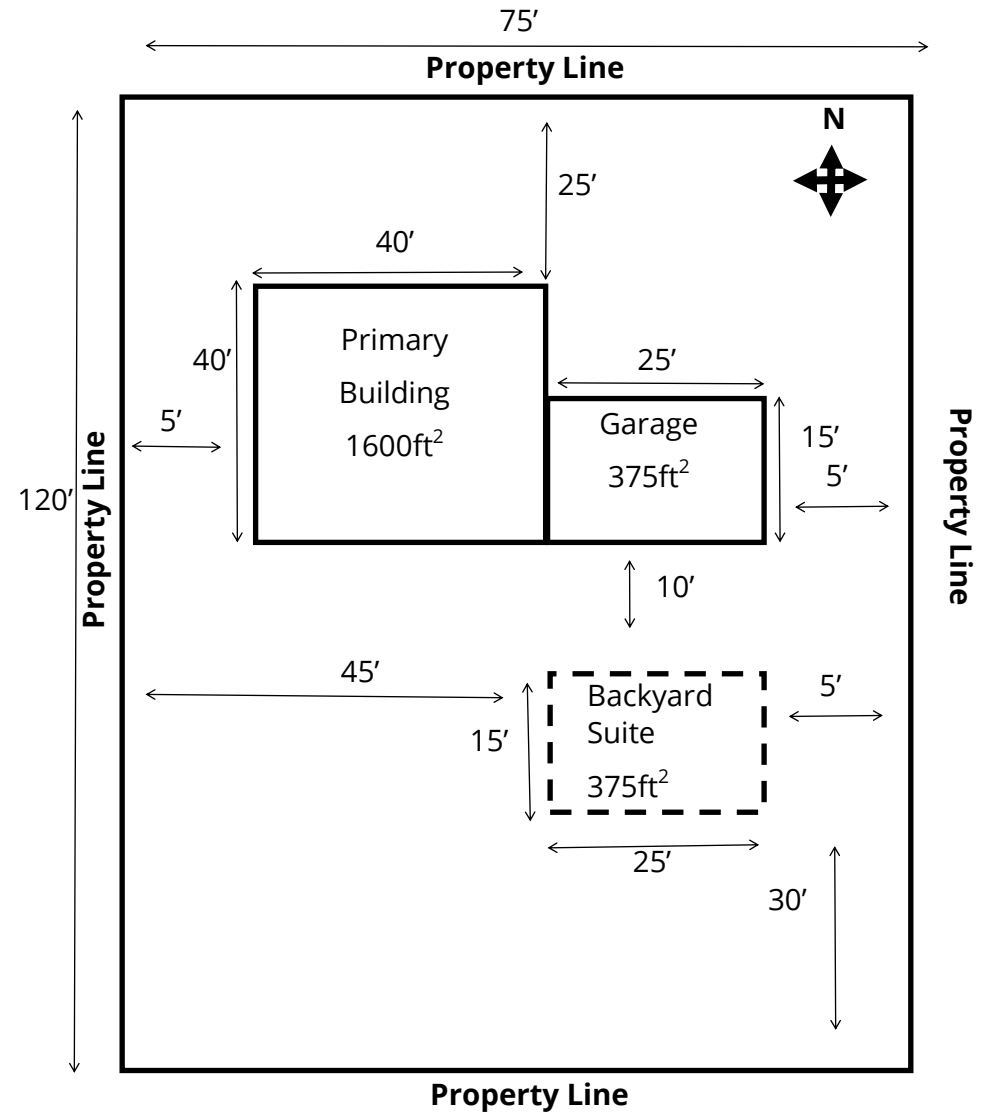 75’
Property Line
N
25’
40’
Primary
Building
1600ft²
40’
25’
Garage
375ft²
15’
5’
5’
120’
Property Line
Property Line
10’
45’
Backyard
Suite
375ft²
5’
15’
25’
30’
Property Line